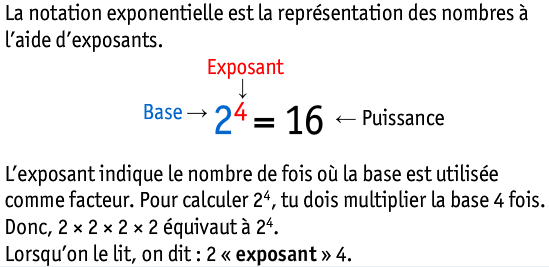 La notation exponentielle est la représentation des nombres à
l’aide d’exposants.
Exposant
↓
Base → 2⁴ = 16 ← Puissance
L’exposant indique le nombre de fois où la base est utilisée
comme facteur. Pour calculer 2⁴, tu dois multiplier la base 4 fois.
Donc, 2 × 2 × 2 × 2 équivaut à 2⁴.
Lorsqu’on le lit, on dit : 2 « exposant » 4.